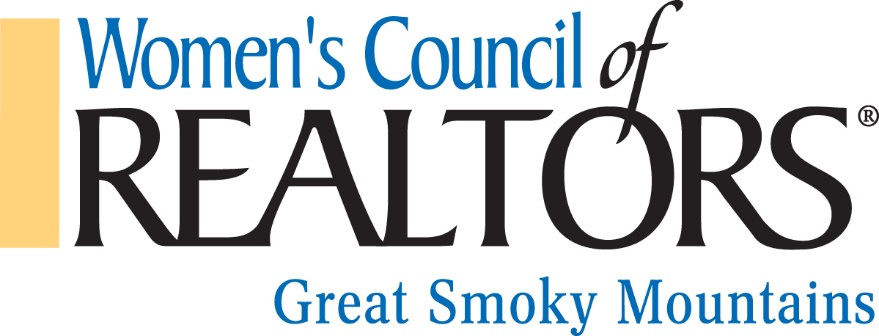 Women's Council of
REALTORS®
Great Smoky Mountains